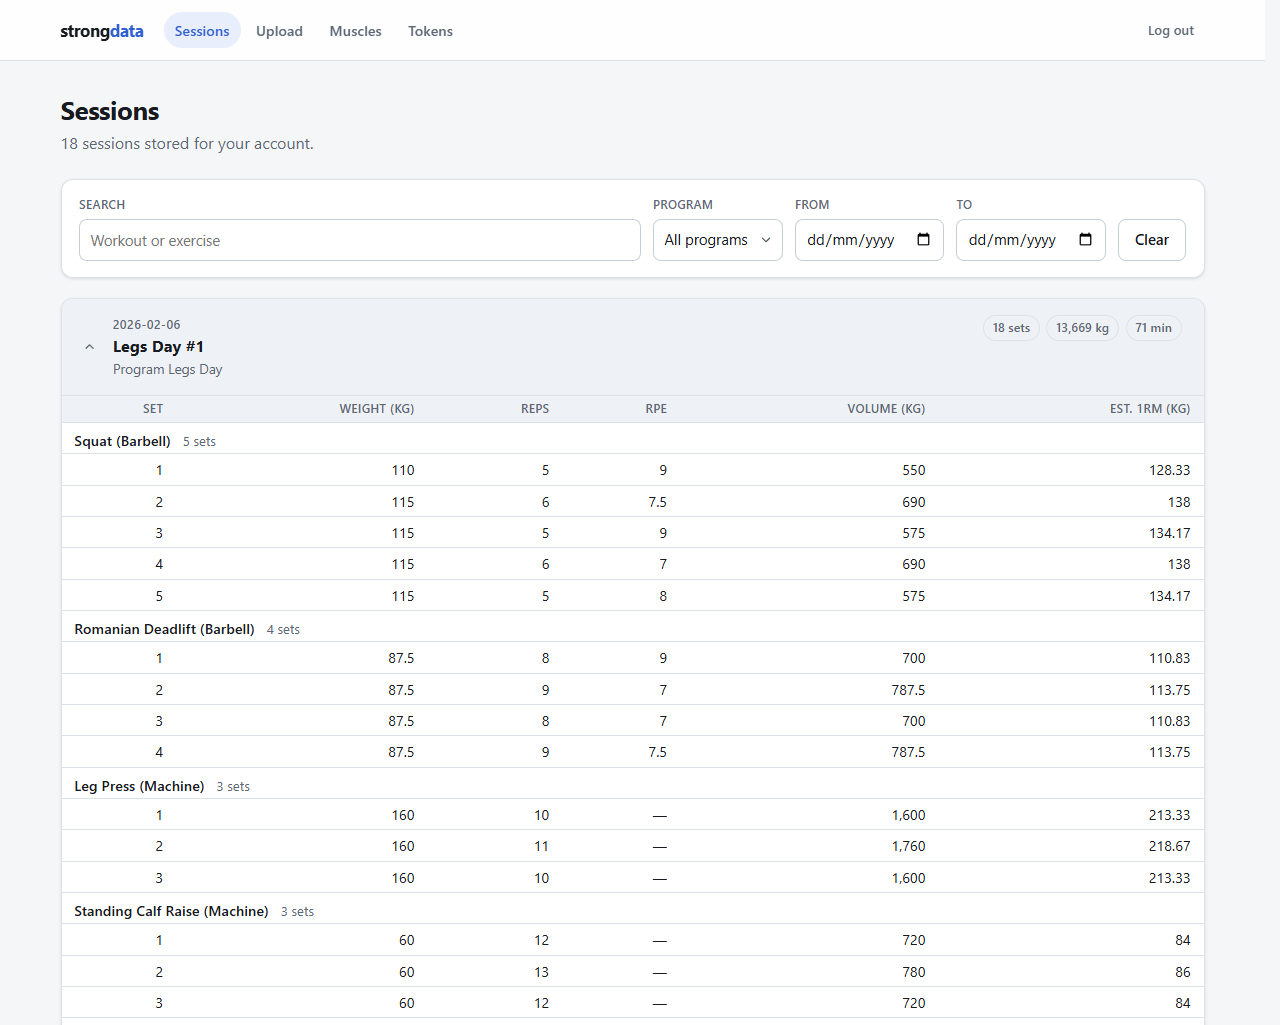 strongdata Sessions Upload Muscles Tokens Log out
Sessions
18 sessions stored for your account.
SEARCH PROGRAM FROM TO
Workout or exercise All programs dd/mm/yyyy dd/mm/yyyy Clear
2026-02-06
Legs Day #1
Program Legs Day
18 sets 13,669 kg 71 min
SET WEIGHT (KG) REPS RPE VOLUME (KG) EST. 1RM (KG)
Squat (Barbell) 5 sets
1 110 5 9 550 128.33
2 115 6 7.5 690 138
3 115 5 9 575 134.17
4 115 6 7 690 138
5 115 5 8 575 134.17
Romanian Deadlift (Barbell) 4 sets
1 87.5 8 9 700 110.83
2 87.5 9 7 787.5 113.75
3 87.5 8 7 700 110.83
4 87.5 9 7.5 787.5 113.75
Leg Press (Machine) 3 sets
1 160 10 — 1,600 213.33
2 160 11 — 1,760 218.67
3 160 10 — 1,600 213.33
Standing Calf Raise (Machine) 3 sets
1 60 12 — 720 84
2 60 13 — 780 86
3 60 12 — 720 84